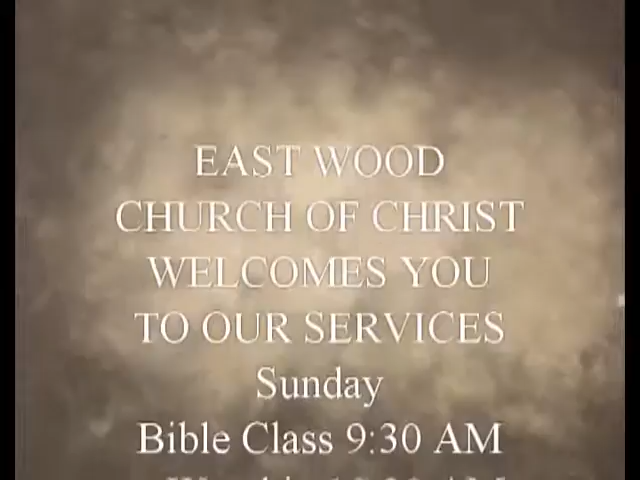 EAST WOOD
CHURCH OF CHRIST
WELCOMES YOU
TO OUR SERVICES
Sunday
Bible Class 9:30 AM